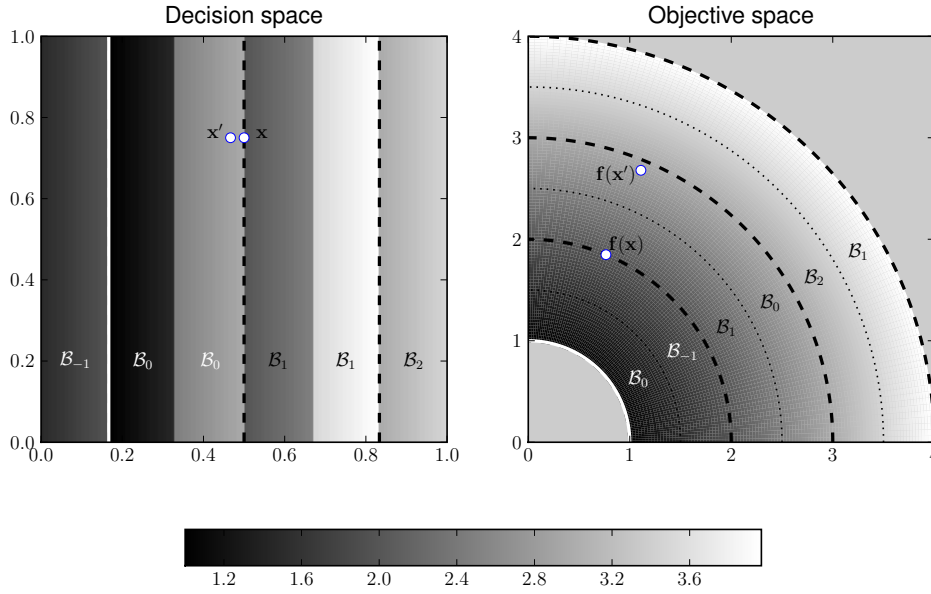 Decision space
1.0
0.8
0.6
0.4
0.2
0.0
0.0 0.2 0.4 0.6 0.8 1.0
x′ x
ℬ₋₁ ℬ₀ ℬ₀ ℬ₁ ℬ₁ ℬ₂
Objective space
4
3
2
1
0
0 1 2 3 4
f(x′)
f(x)
ℬ₁
ℬ₂
ℬ₀
ℬ₁
ℬ₋₁
ℬ₀
1.2 1.6 2.0 2.4 2.8 3.2 3.6